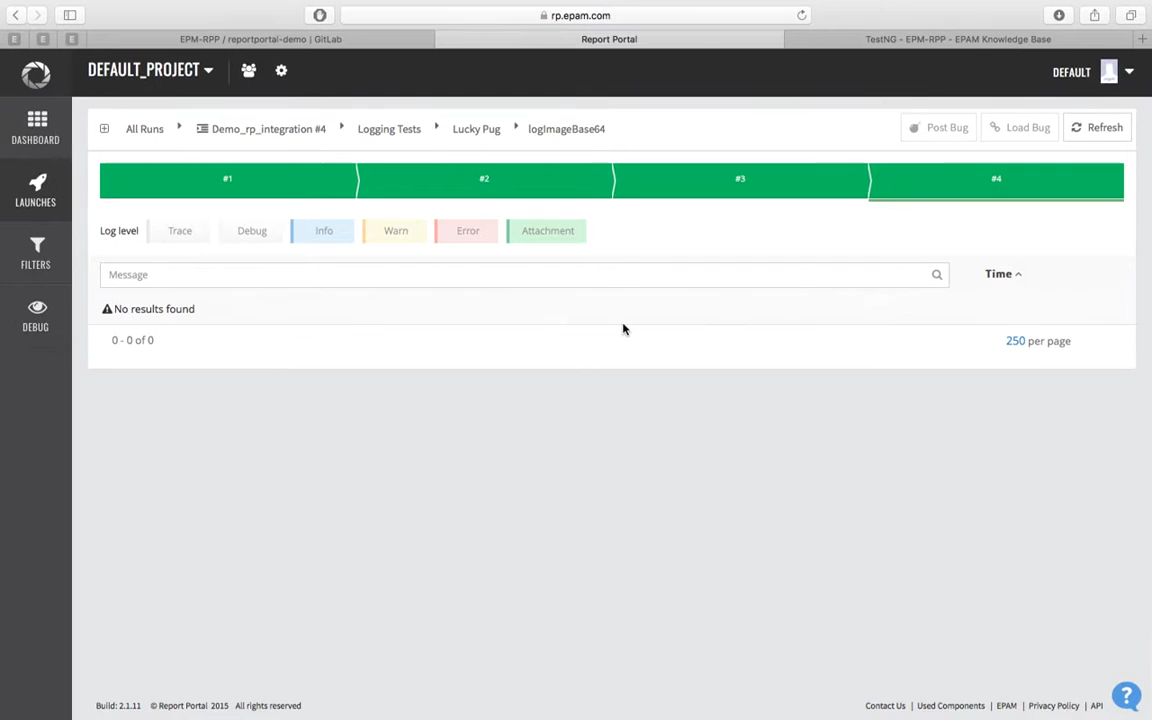 rp.epam.com
E E E EPM-RPP / reportportal-demo | GitLab Report Portal TestNG - EPM-RPP - EPAM Knowledge Base
DEFAULT_PROJECT DEFAULT
DASHBOARD
LAUNCHES
FILTERS
DEBUG
All Runs Demo_rp_integration #4 Logging Tests Lucky Pug logImageBase64 Post Bug Load Bug Refresh
#1 #2 #3 #4
Log level Trace Debug Info Warn Error Attachment
Message Time
No results found
0 - 0 of 0 250 per page
Build: 2.1.11 © Report Portal 2015 All rights reserved Contact Us | Used Components | EPAM | Privacy Policy | API
?